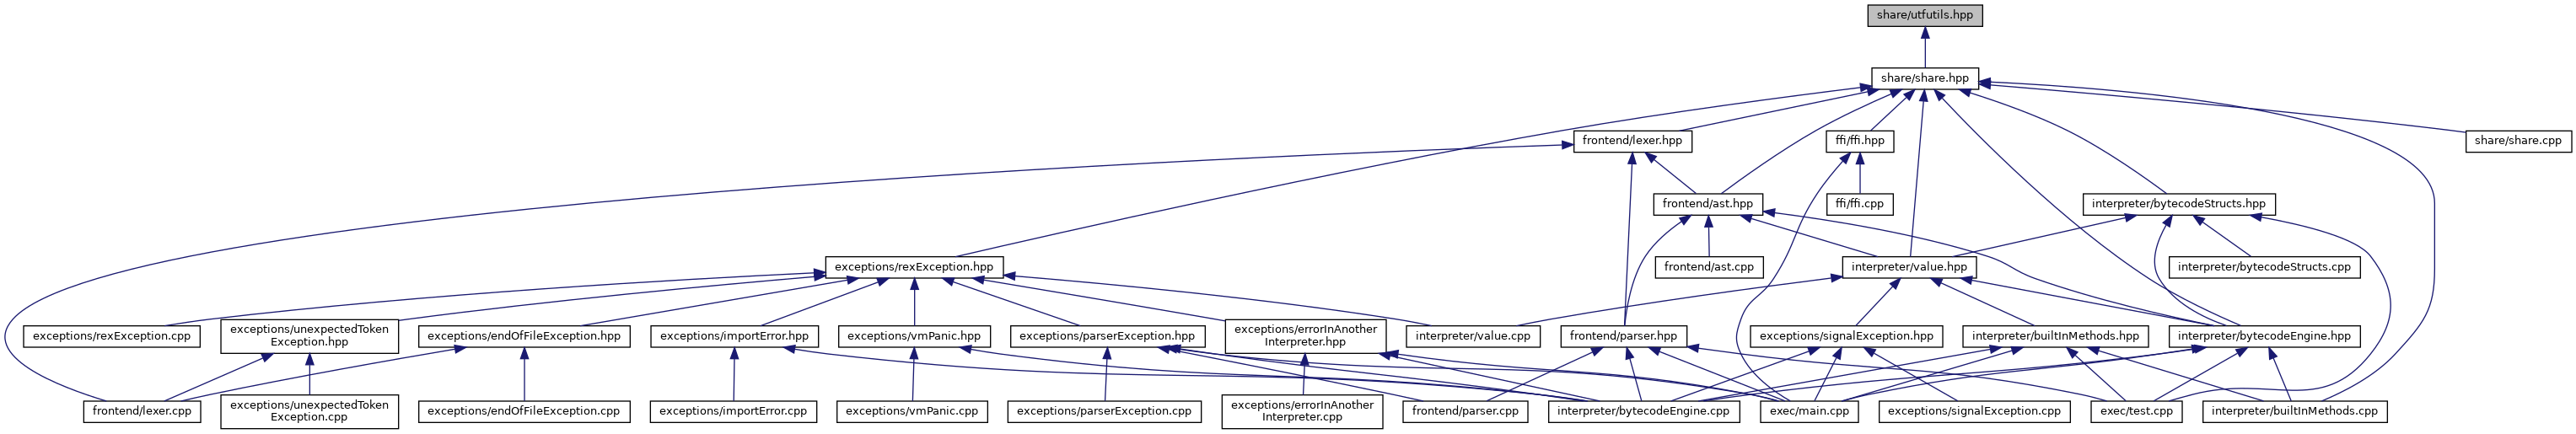 share/utfutils.hpp
share/share.hpp
frontend/lexer.hpp
ffi/ffi.hpp
share/share.cpp
frontend/ast.hpp
ffi/ffi.cpp
interpreter/bytecodeStructs.hpp
exceptions/rexException.hpp
frontend/ast.cpp
interpreter/value.hpp
interpreter/bytecodeStructs.cpp
exceptions/rexException.cpp
exceptions/unexpectedToken
Exception.hpp
exceptions/endOfFileException.hpp
exceptions/importError.hpp
exceptions/vmPanic.hpp
exceptions/parserException.hpp
exceptions/errorInAnother
Interpreter.hpp
interpreter/value.cpp
frontend/parser.hpp
exceptions/signalException.hpp
interpreter/builtInMethods.hpp
interpreter/bytecodeEngine.hpp
frontend/lexer.cpp
exceptions/unexpectedToken
Exception.cpp
exceptions/endOfFileException.cpp
exceptions/importError.cpp
exceptions/vmPanic.cpp
exceptions/parserException.cpp
exceptions/errorInAnother
Interpreter.cpp
frontend/parser.cpp
interpreter/bytecodeEngine.cpp
exec/main.cpp
exceptions/signalException.cpp
exec/test.cpp
interpreter/builtInMethods.cpp